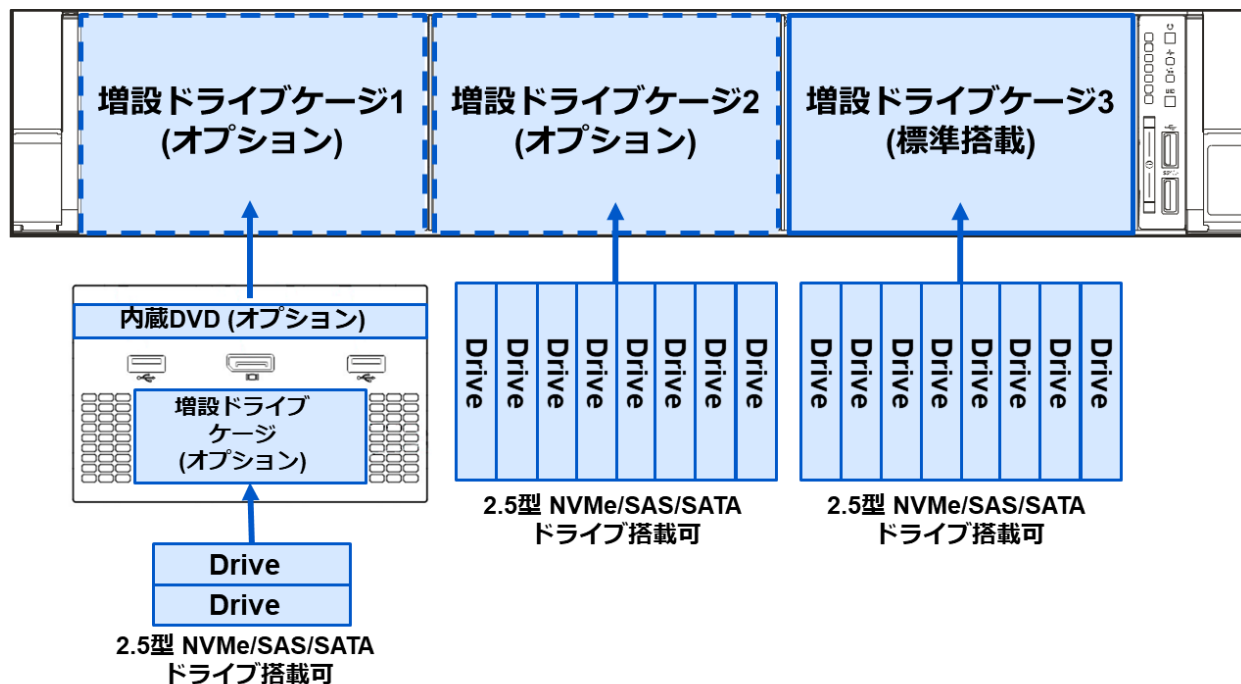 増設ドライブケージ1
(オプション)
増設ドライブケージ2
(オプション)
増設ドライブケージ3
(標準搭載)
内蔵DVD (オプション)
増設ドライブ
ケージ
(オプション)
Drive
Drive
2.5型 NVMe/SAS/SATA
ドライブ搭載可
Drive
Drive
Drive
Drive
Drive
Drive
Drive
Drive
2.5型 NVMe/SAS/SATA
ドライブ搭載可
Drive
Drive
Drive
Drive
Drive
Drive
Drive
Drive
2.5型 NVMe/SAS/SATA
ドライブ搭載可